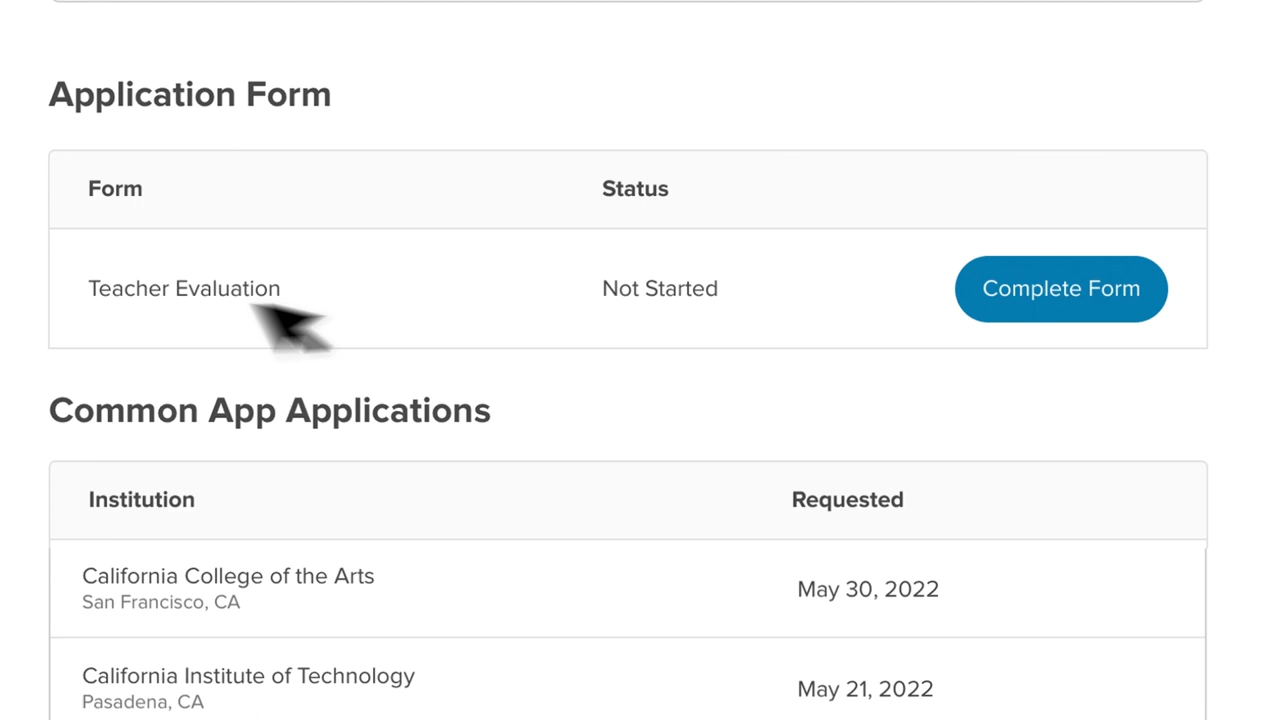 Application Form
Form Status
Teacher Evaluation Not Started Complete Form
Common App Applications
Institution Requested
California College of the Arts
San Francisco, CA
May 30, 2022
California Institute of Technology
Pasadena, CA
May 21, 2022